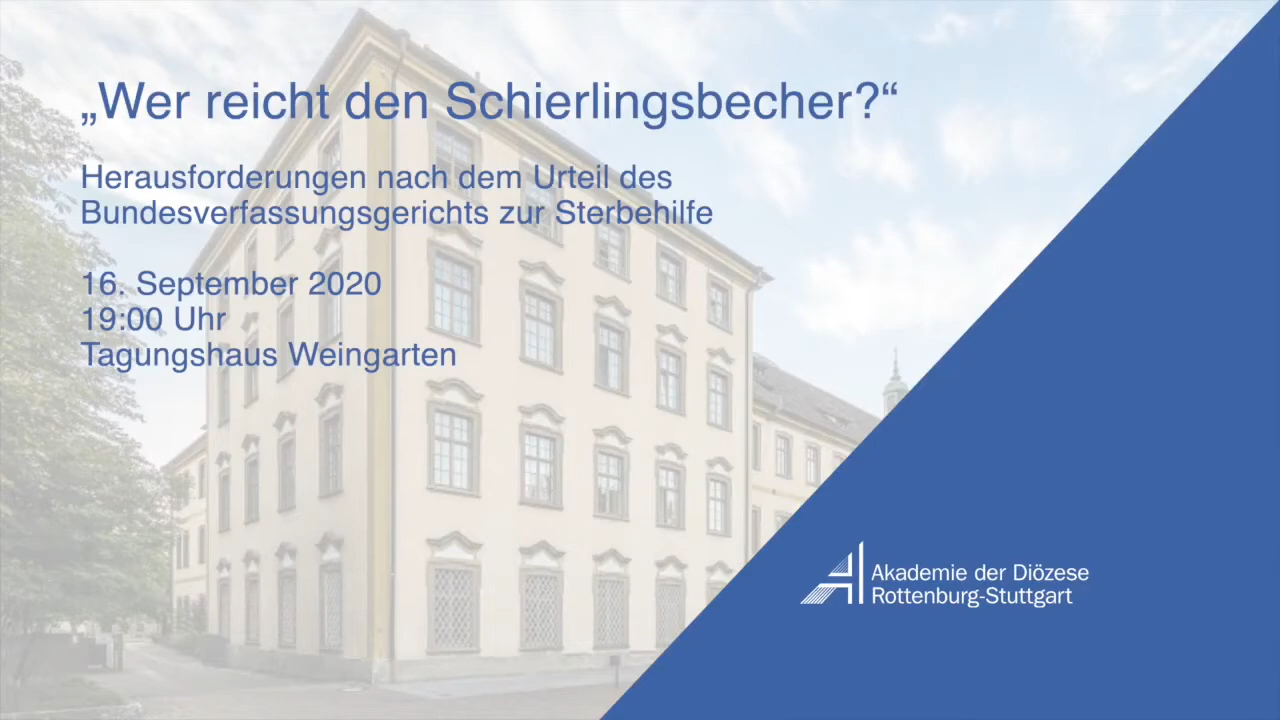 „Wer reicht den Schierlingsbecher?“
Herausforderungen nach dem Urteil des
Bundesverfassungsgerichts zur Sterbehilfe
16. September 2020
19:00 Uhr
Tagungshaus Weingarten
Akademie der Diözese
Rottenburg-Stuttgart